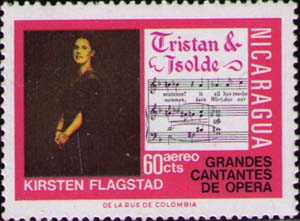 Tristan &
Isolde
NICARAGUA
60 aereo
cts
GRANDES
CANTANTES
DE OPERA
KIRSTEN FLAGSTAD
DE LA RUE DE COLOMBIA